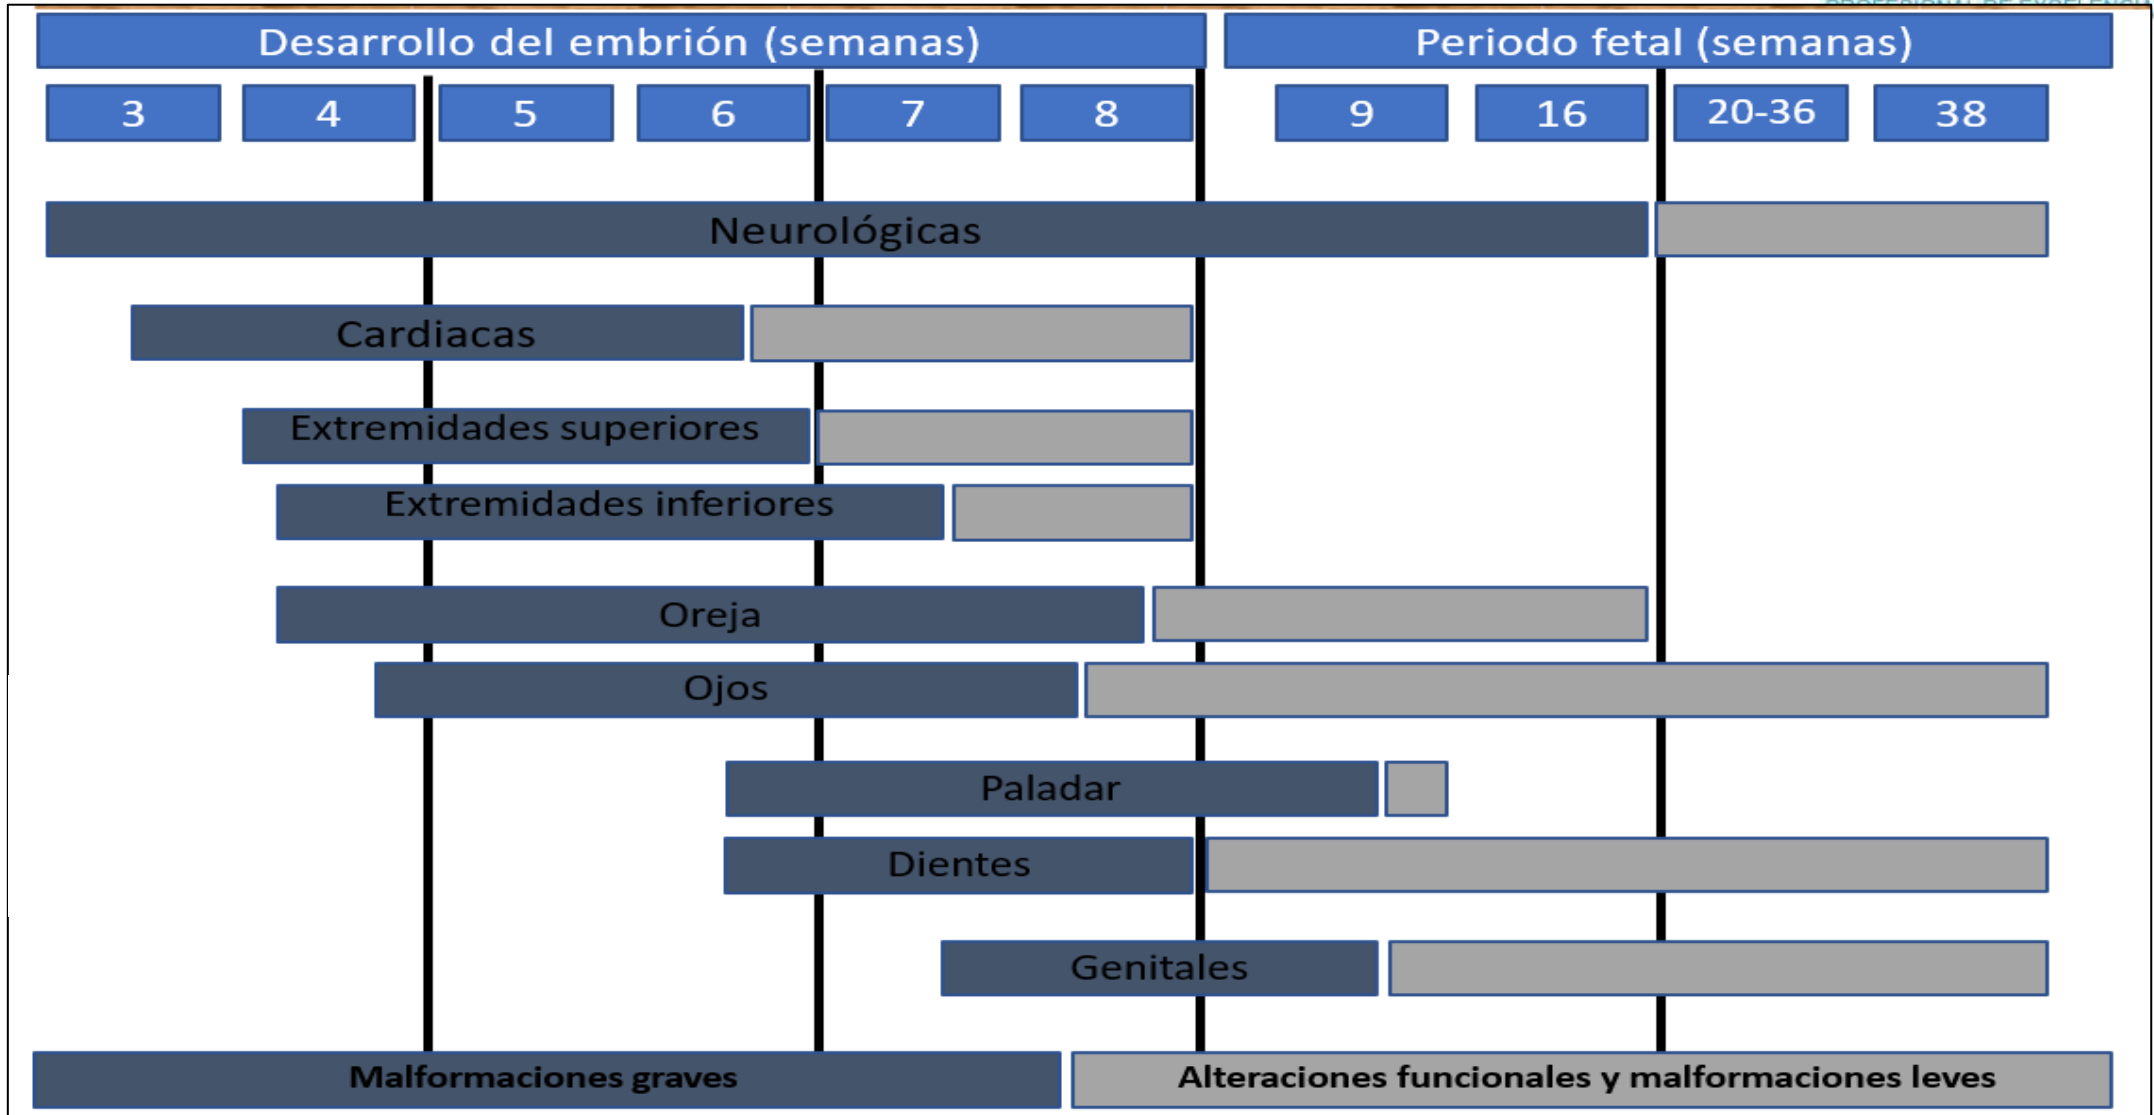 Desarrollo del embrión (semanas)
Periodo fetal (semanas)
3 4 5 6 7 8 9 16 20-36 38
Neurológicas
Cardiacas
Extremidades superiores
Extremidades inferiores
Oreja
Ojos
Paladar
Dientes
Genitales
Malformaciones graves
Alteraciones funcionales y malformaciones leves